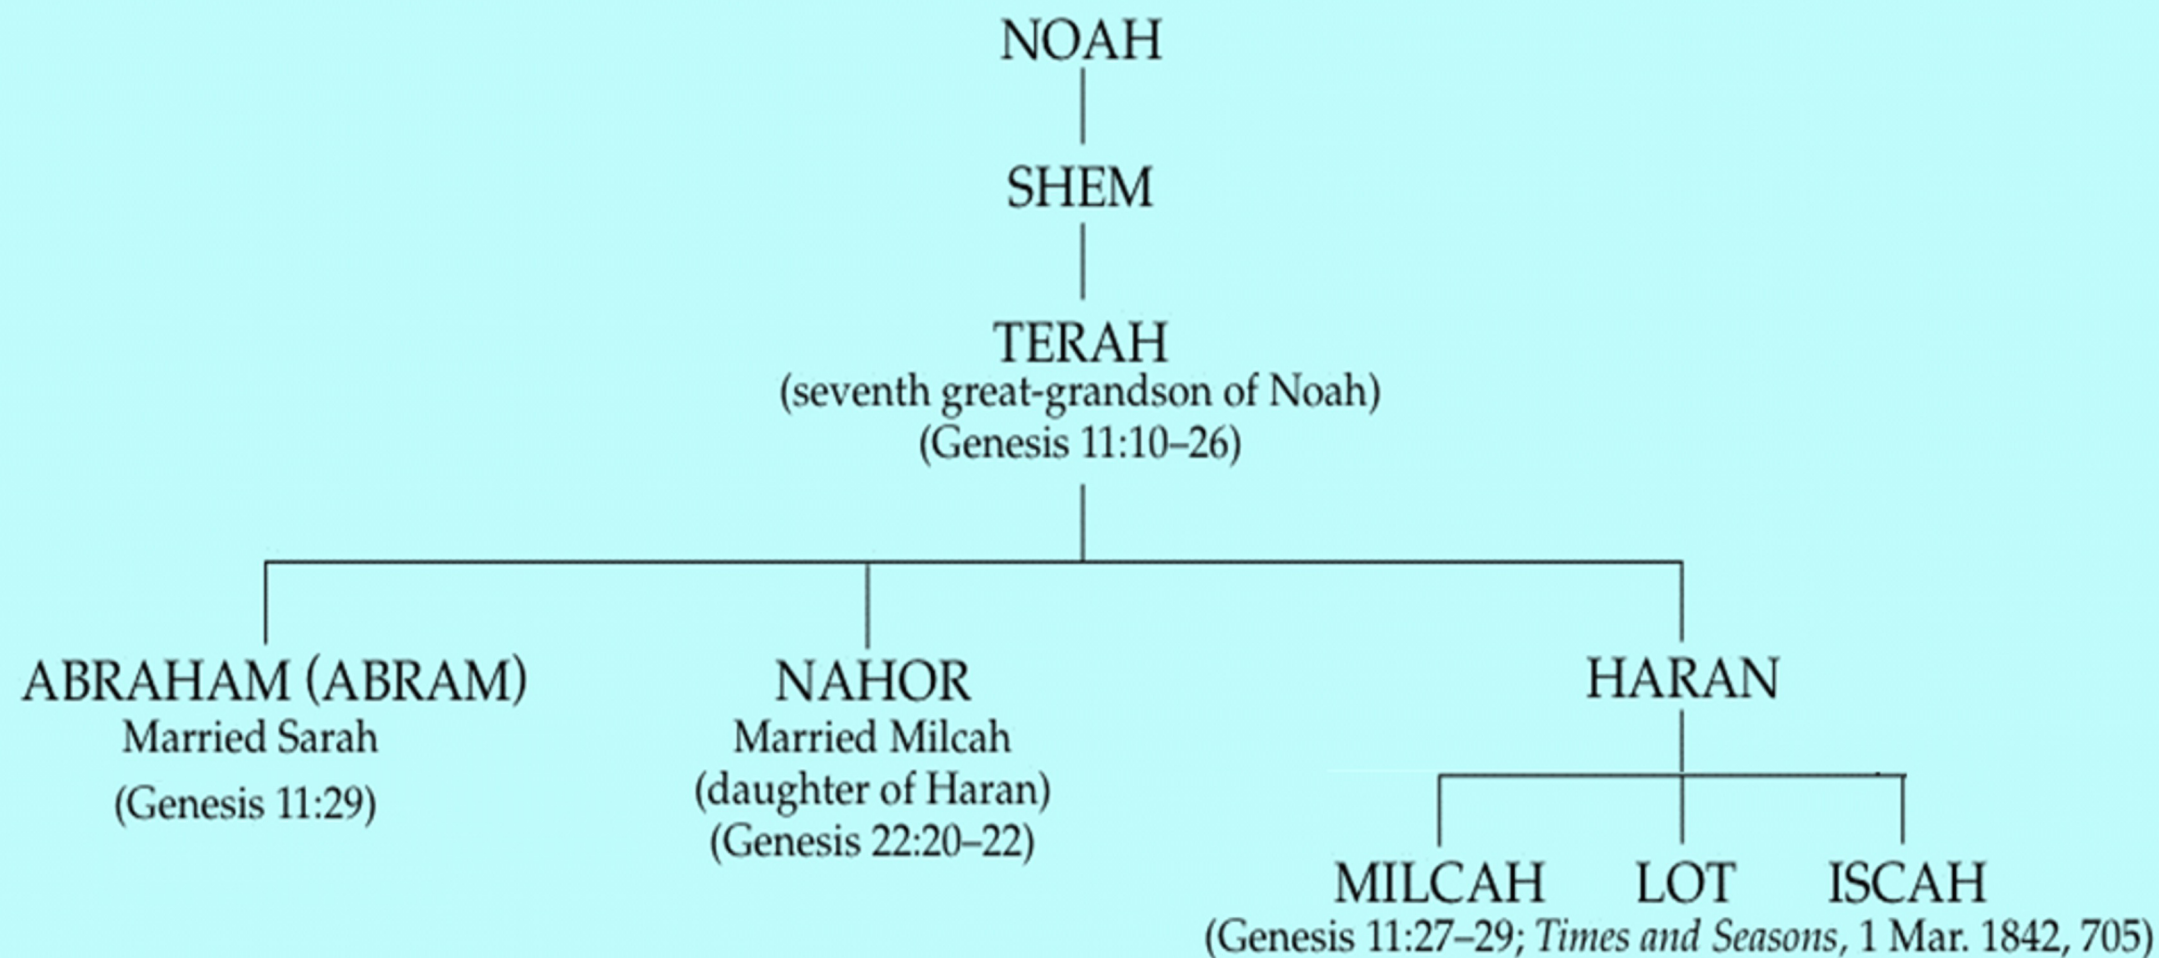 NOAH
SHEM
TERAH
(seventh great-grandson of Noah)
(Genesis 11:10–26)
ABRAHAM (ABRAM)
Married Sarah
(Genesis 11:29)
NAHOR
Married Milcah
(daughter of Haran)
(Genesis 22:20–22)
HARAN
MILCAH LOT ISCAH
(Genesis 11:27–29; Times and Seasons, 1 Mar. 1842, 705)